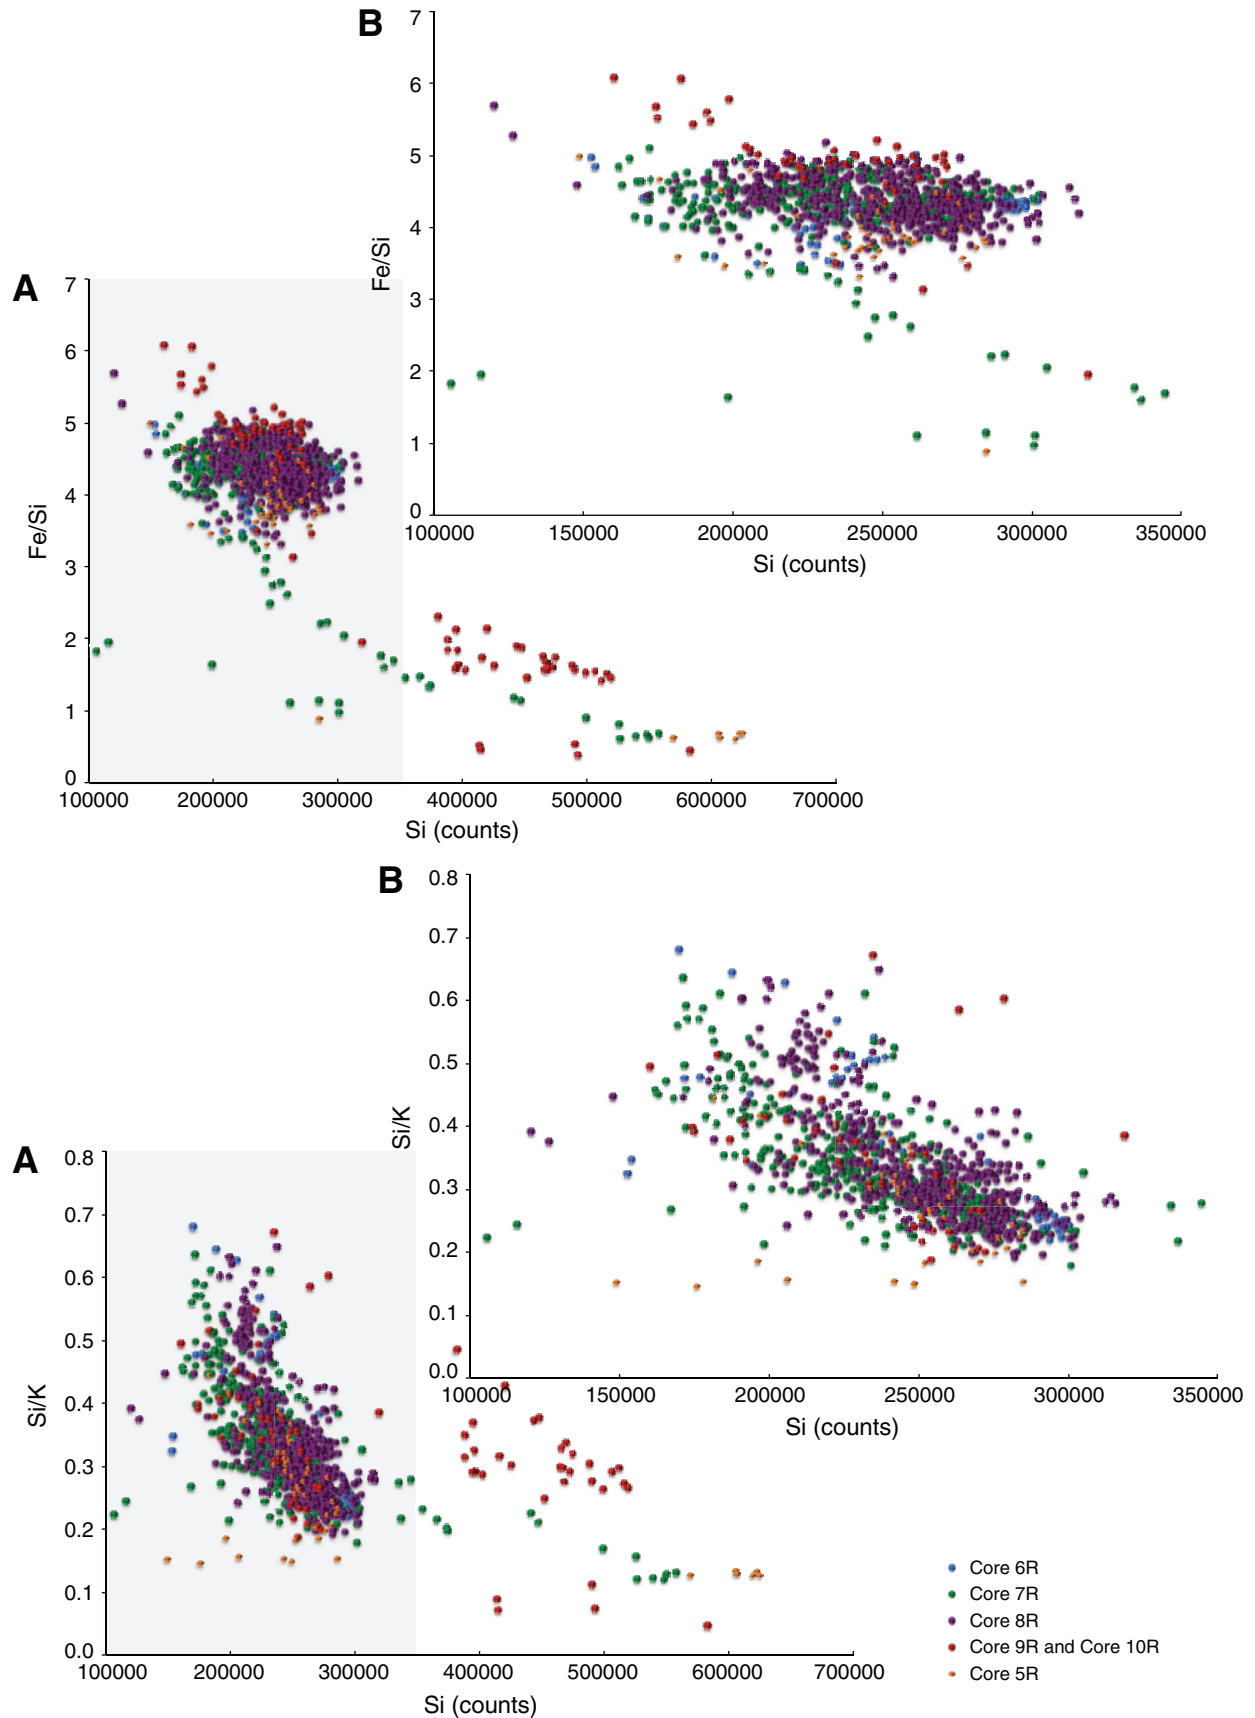 B
7
6
5
4
3
2
1
0
Fe/Si
100000 150000 200000 250000 300000 350000
Si (counts)
A
7
6
5
4
3
2
1
0
Fe/Si
100000 200000 300000 400000 500000 600000 700000
Si (counts)
B
0.8
0.7
0.6
0.5
0.4
0.3
0.2
0.1
0.0
Si/K
100000 150000 200000 250000 300000 350000
Si (counts)
A
0.8
0.7
0.6
0.5
0.4
0.3
0.2
0.1
0.0
Si/K
100000 200000 300000 400000 500000 600000 700000
Si (counts)
Core 6R
Core 7R
Core 8R
Core 9R and Core 10R
Core 5R